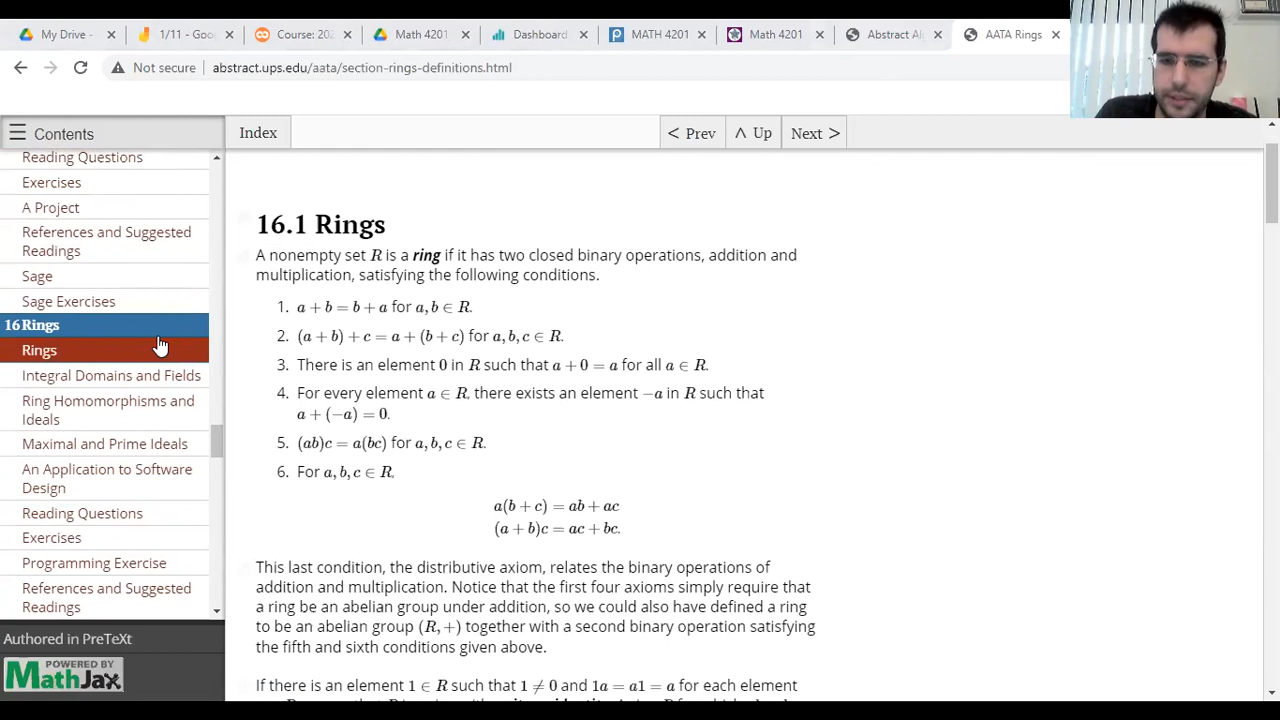 My Drive -
1/11 - Goo
Course: 202
Math 4201
Dashboard
MATH 4201
Math 4201
Abstract Al
AATA Rings
Not secure
abstract.ups.edu/aata/section-rings-definitions.html
Contents
Index
< Prev
Up
Next >
Reading Questions
Exercises
A Project
References and Suggested
Readings
Sage
Sage Exercises
16 Rings
Rings
Integral Domains and Fields
Ring Homomorphisms and
Ideals
Maximal and Prime Ideals
An Application to Software
Design
Reading Questions
Exercises
Programming Exercise
References and Suggested
Readings
Authored in PreTeXt
POWERED BY
MathJax
16.1 Rings
A nonempty set R is a ring if it has two closed binary operations, addition and
multiplication, satisfying the following conditions.
1. a + b = b + a for a, b ∈ R.
2. (a + b) + c = a + (b + c) for a, b, c ∈ R.
3. There is an element 0 in R such that a + 0 = a for all a ∈ R.
4. For every element a ∈ R, there exists an element −a in R such that
a + (−a) = 0.
5. (ab)c = a(bc) for a, b, c ∈ R.
6. For a, b, c ∈ R,
a(b + c) = ab + ac
(a + b)c = ac + bc.
This last condition, the distributive axiom, relates the binary operations of
addition and multiplication. Notice that the first four axioms simply require that
a ring be an abelian group under addition, so we could also have defined a ring
to be an abelian group (R, +) together with a second binary operation satisfying
the fifth and sixth conditions given above.
If there is an element 1 ∈ R such that 1 ≠ 0 and 1a = a1 = a for each element